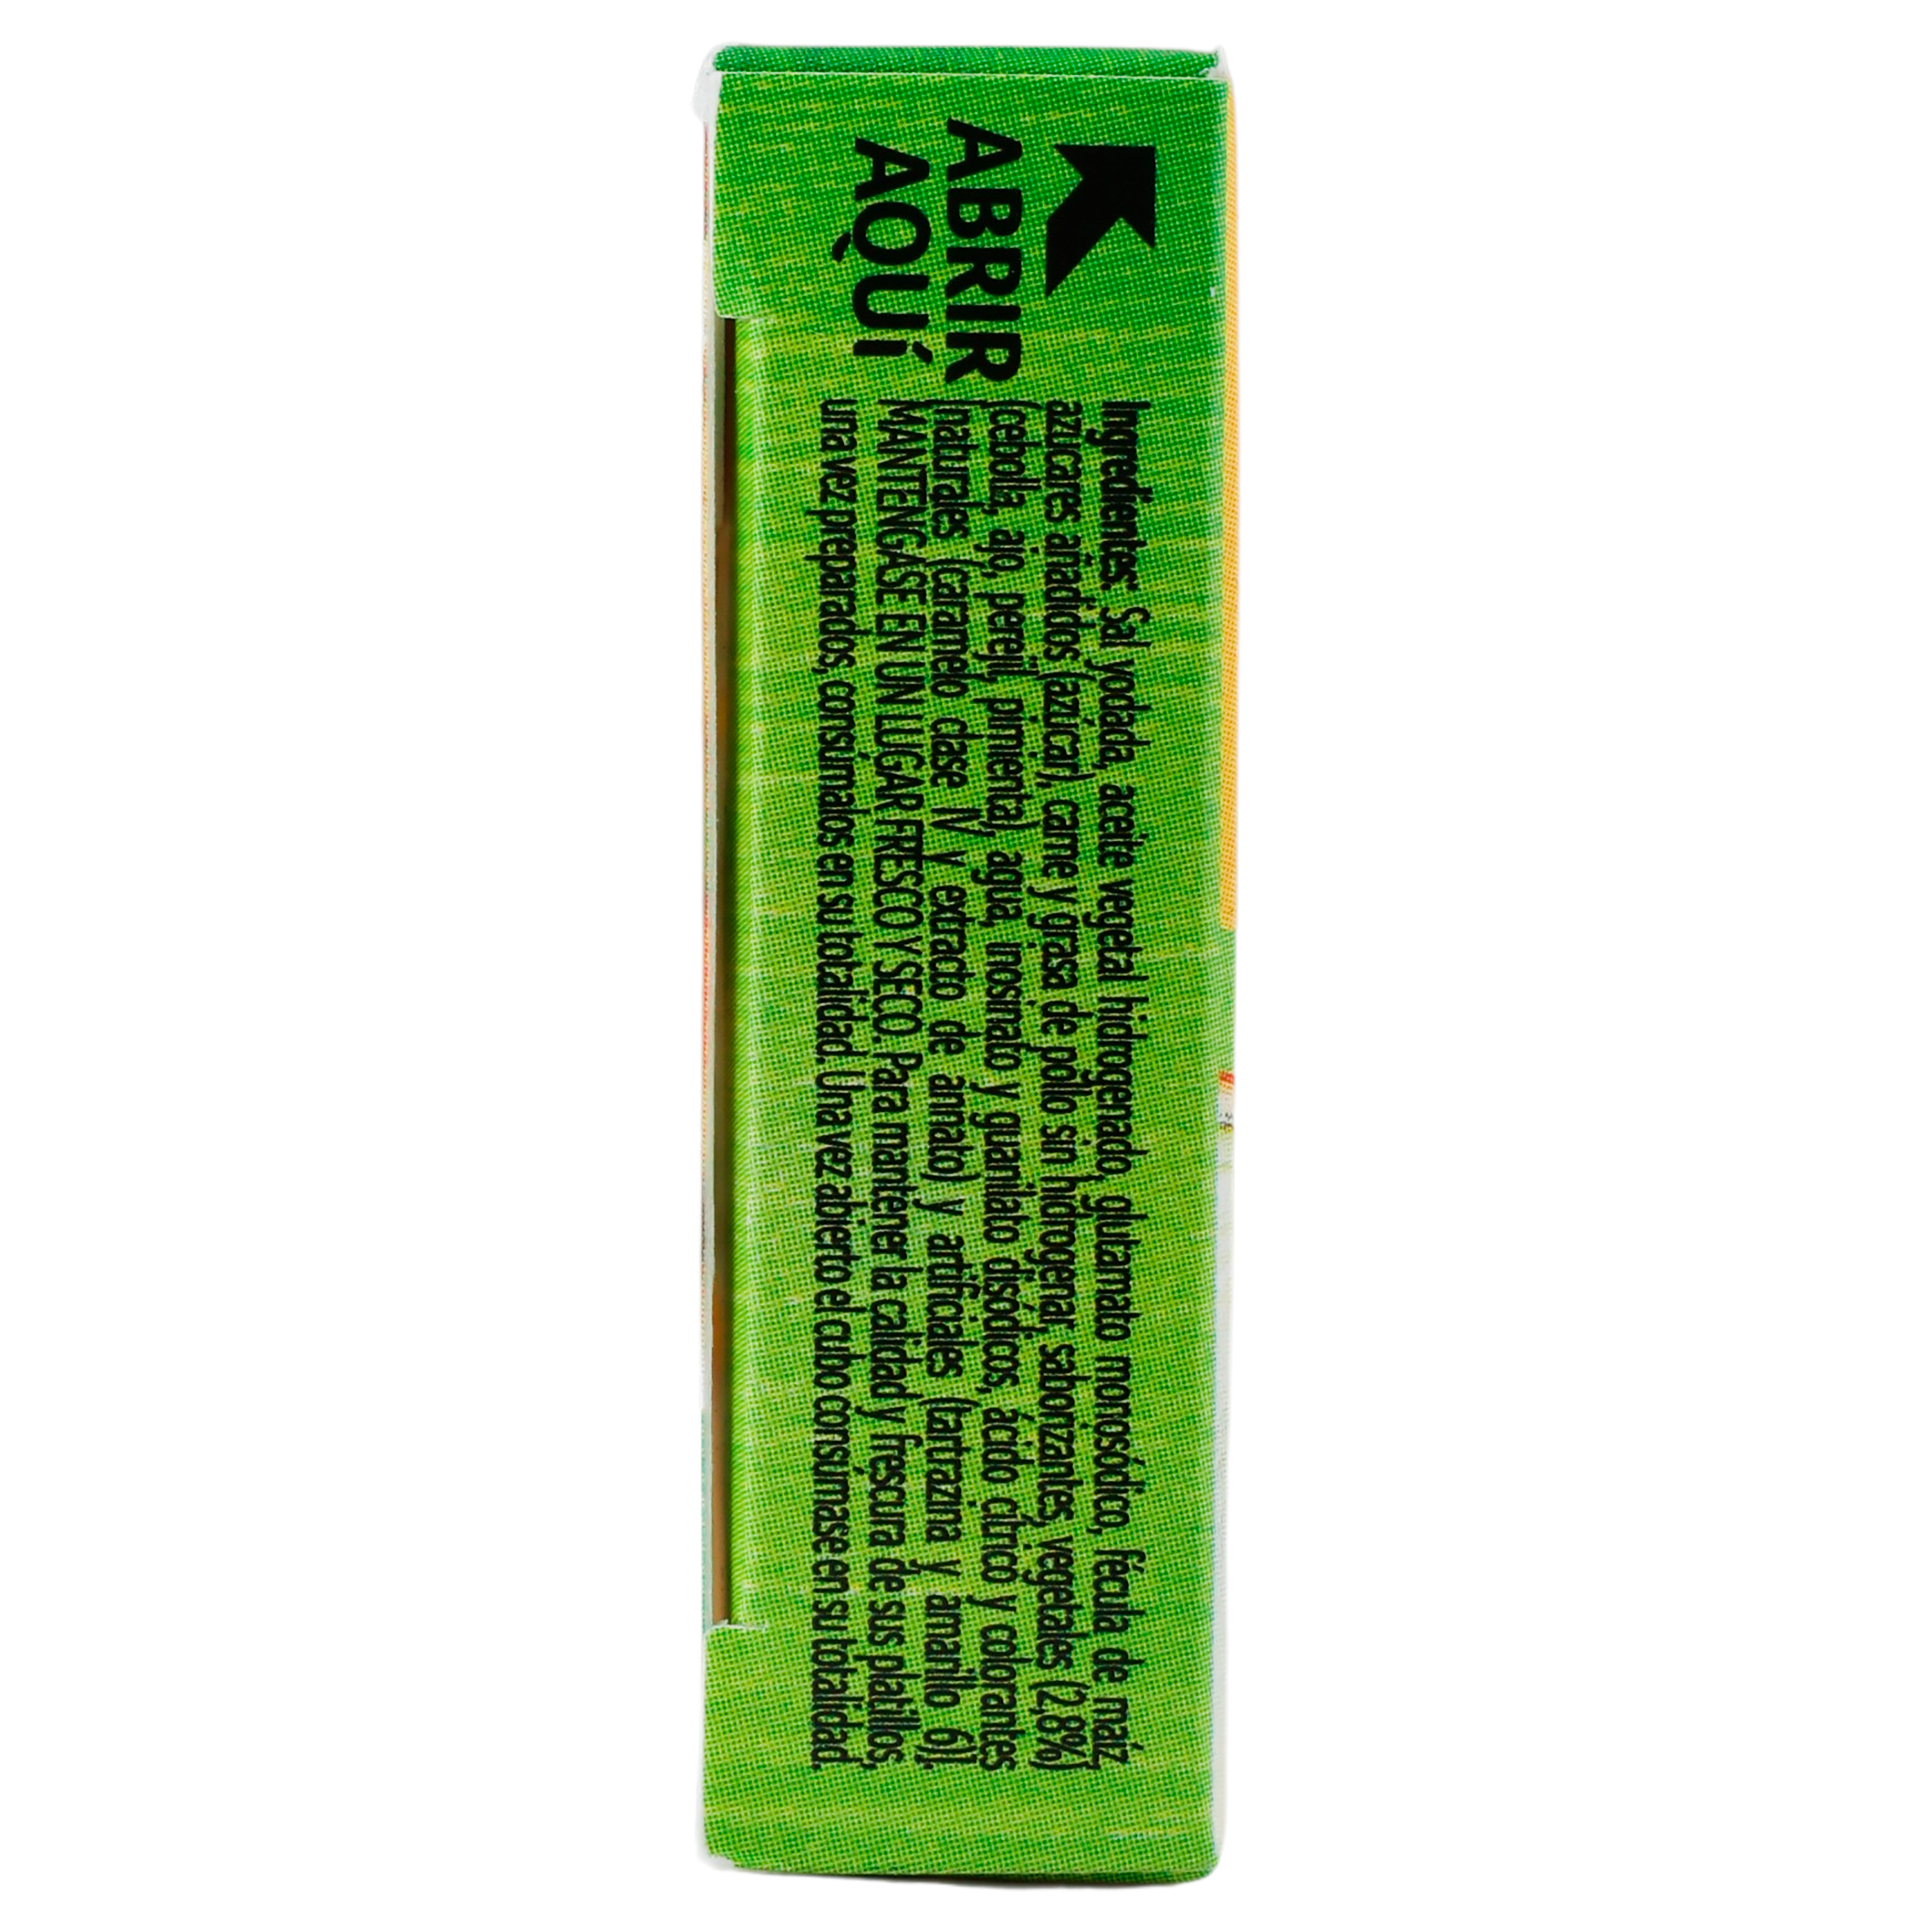 ABRIR
AQUÍ
Ingredientes: Sal yodada, aceite vegetal hidrogenado, glutamato monosódico, fécula de maíz,
azúcares añadidos (azúcar), carne y grasa de pollo sin hidrogenar, saborizantes, vegetales (2,8%)
(cebolla, ajo, perejil, pimienta), agua, inosinato y guanilato disódicos, ácido cítrico y colorantes
[naturales (caramelo clase IV y extracto de annato) y artificiales (tartrazina y amarillo 6)].
MANTÉNGASE EN UN LUGAR FRESCO Y SECO. Para mantener la calidad y frescura de sus platillos,
una vez preparados, consúmalos en su totalidad. Una vez abierto el cubo consumase en su totalidad.